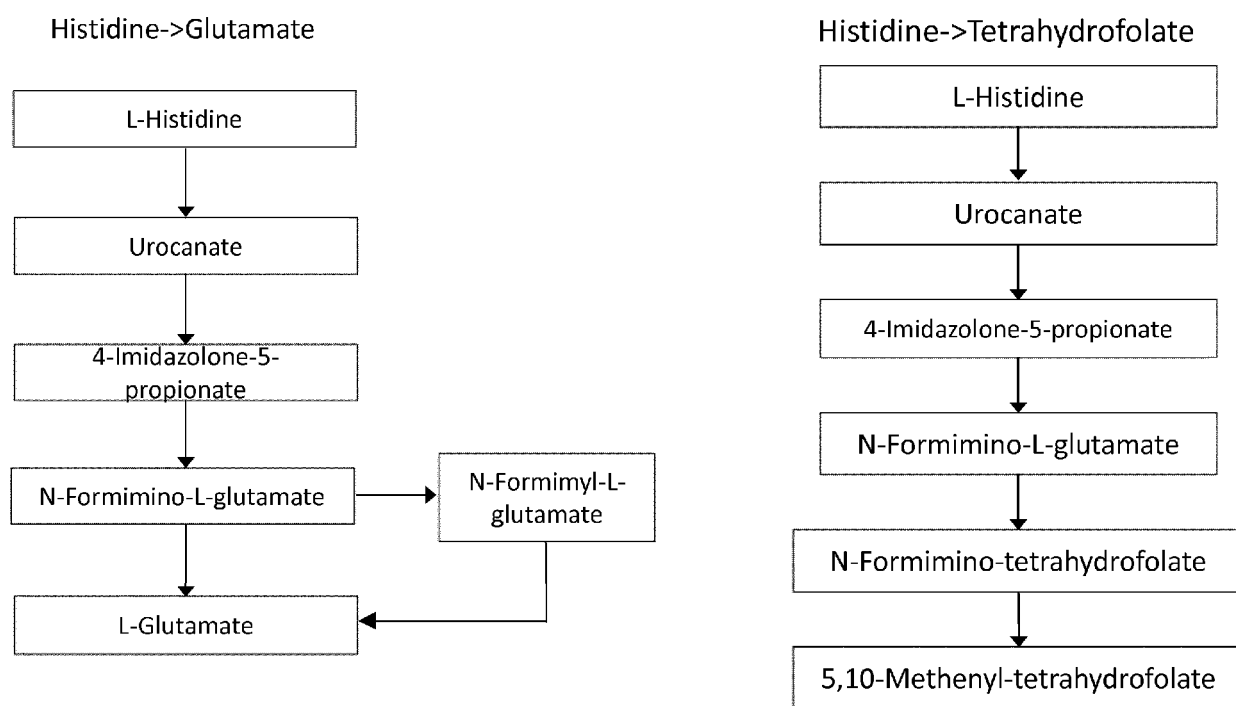 Histidine->Glutamate
L-Histidine
Urocanate
4-Imidazolone-5-
propionate
N-Formimino-L-glutamate
N-Formimyl-L-
glutamate
L-Glutamate
Histidine->Tetrahydrofolate
L-Histidine
Urocanate
4-Imidazolone-5-propionate
N-Formimino-L-glutamate
N-Formimino-tetrahydrofolate
5,10-Methenyl-tetrahydrofolate